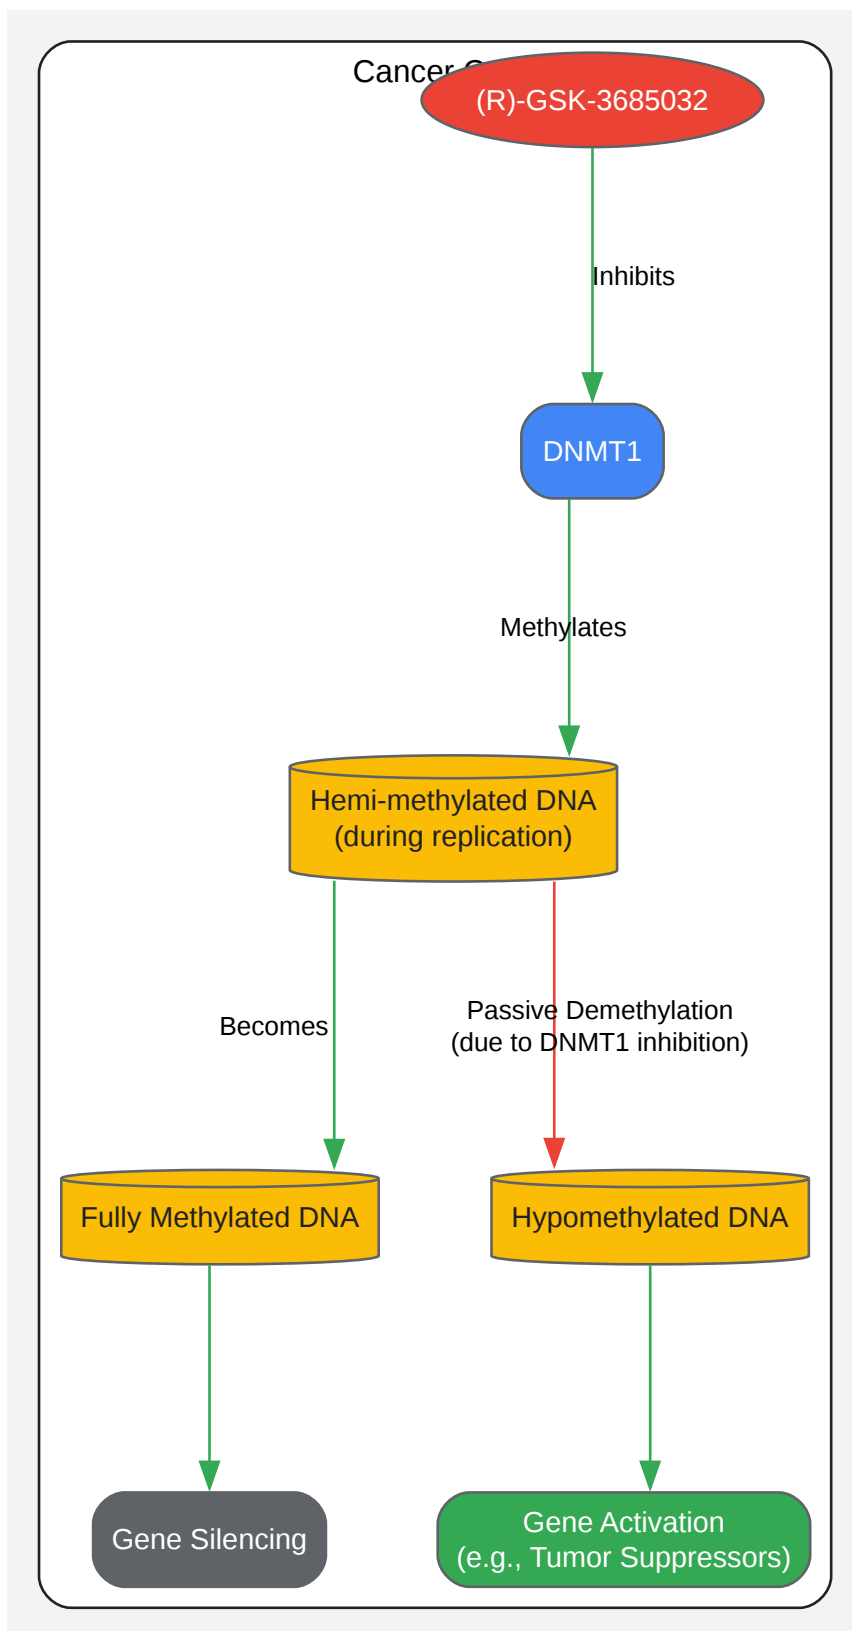 Cancer
(R)-GSK-3685032
Inhibits
DNMT1
Methylates
Hemi-methylated DNA
(during replication)
Becomes
Passive Demethylation
(due to DNMT1 inhibition)
Fully Methylated DNA
Hypomethylated DNA
Gene Silencing
Gene Activation
(e.g., Tumor Suppressors)